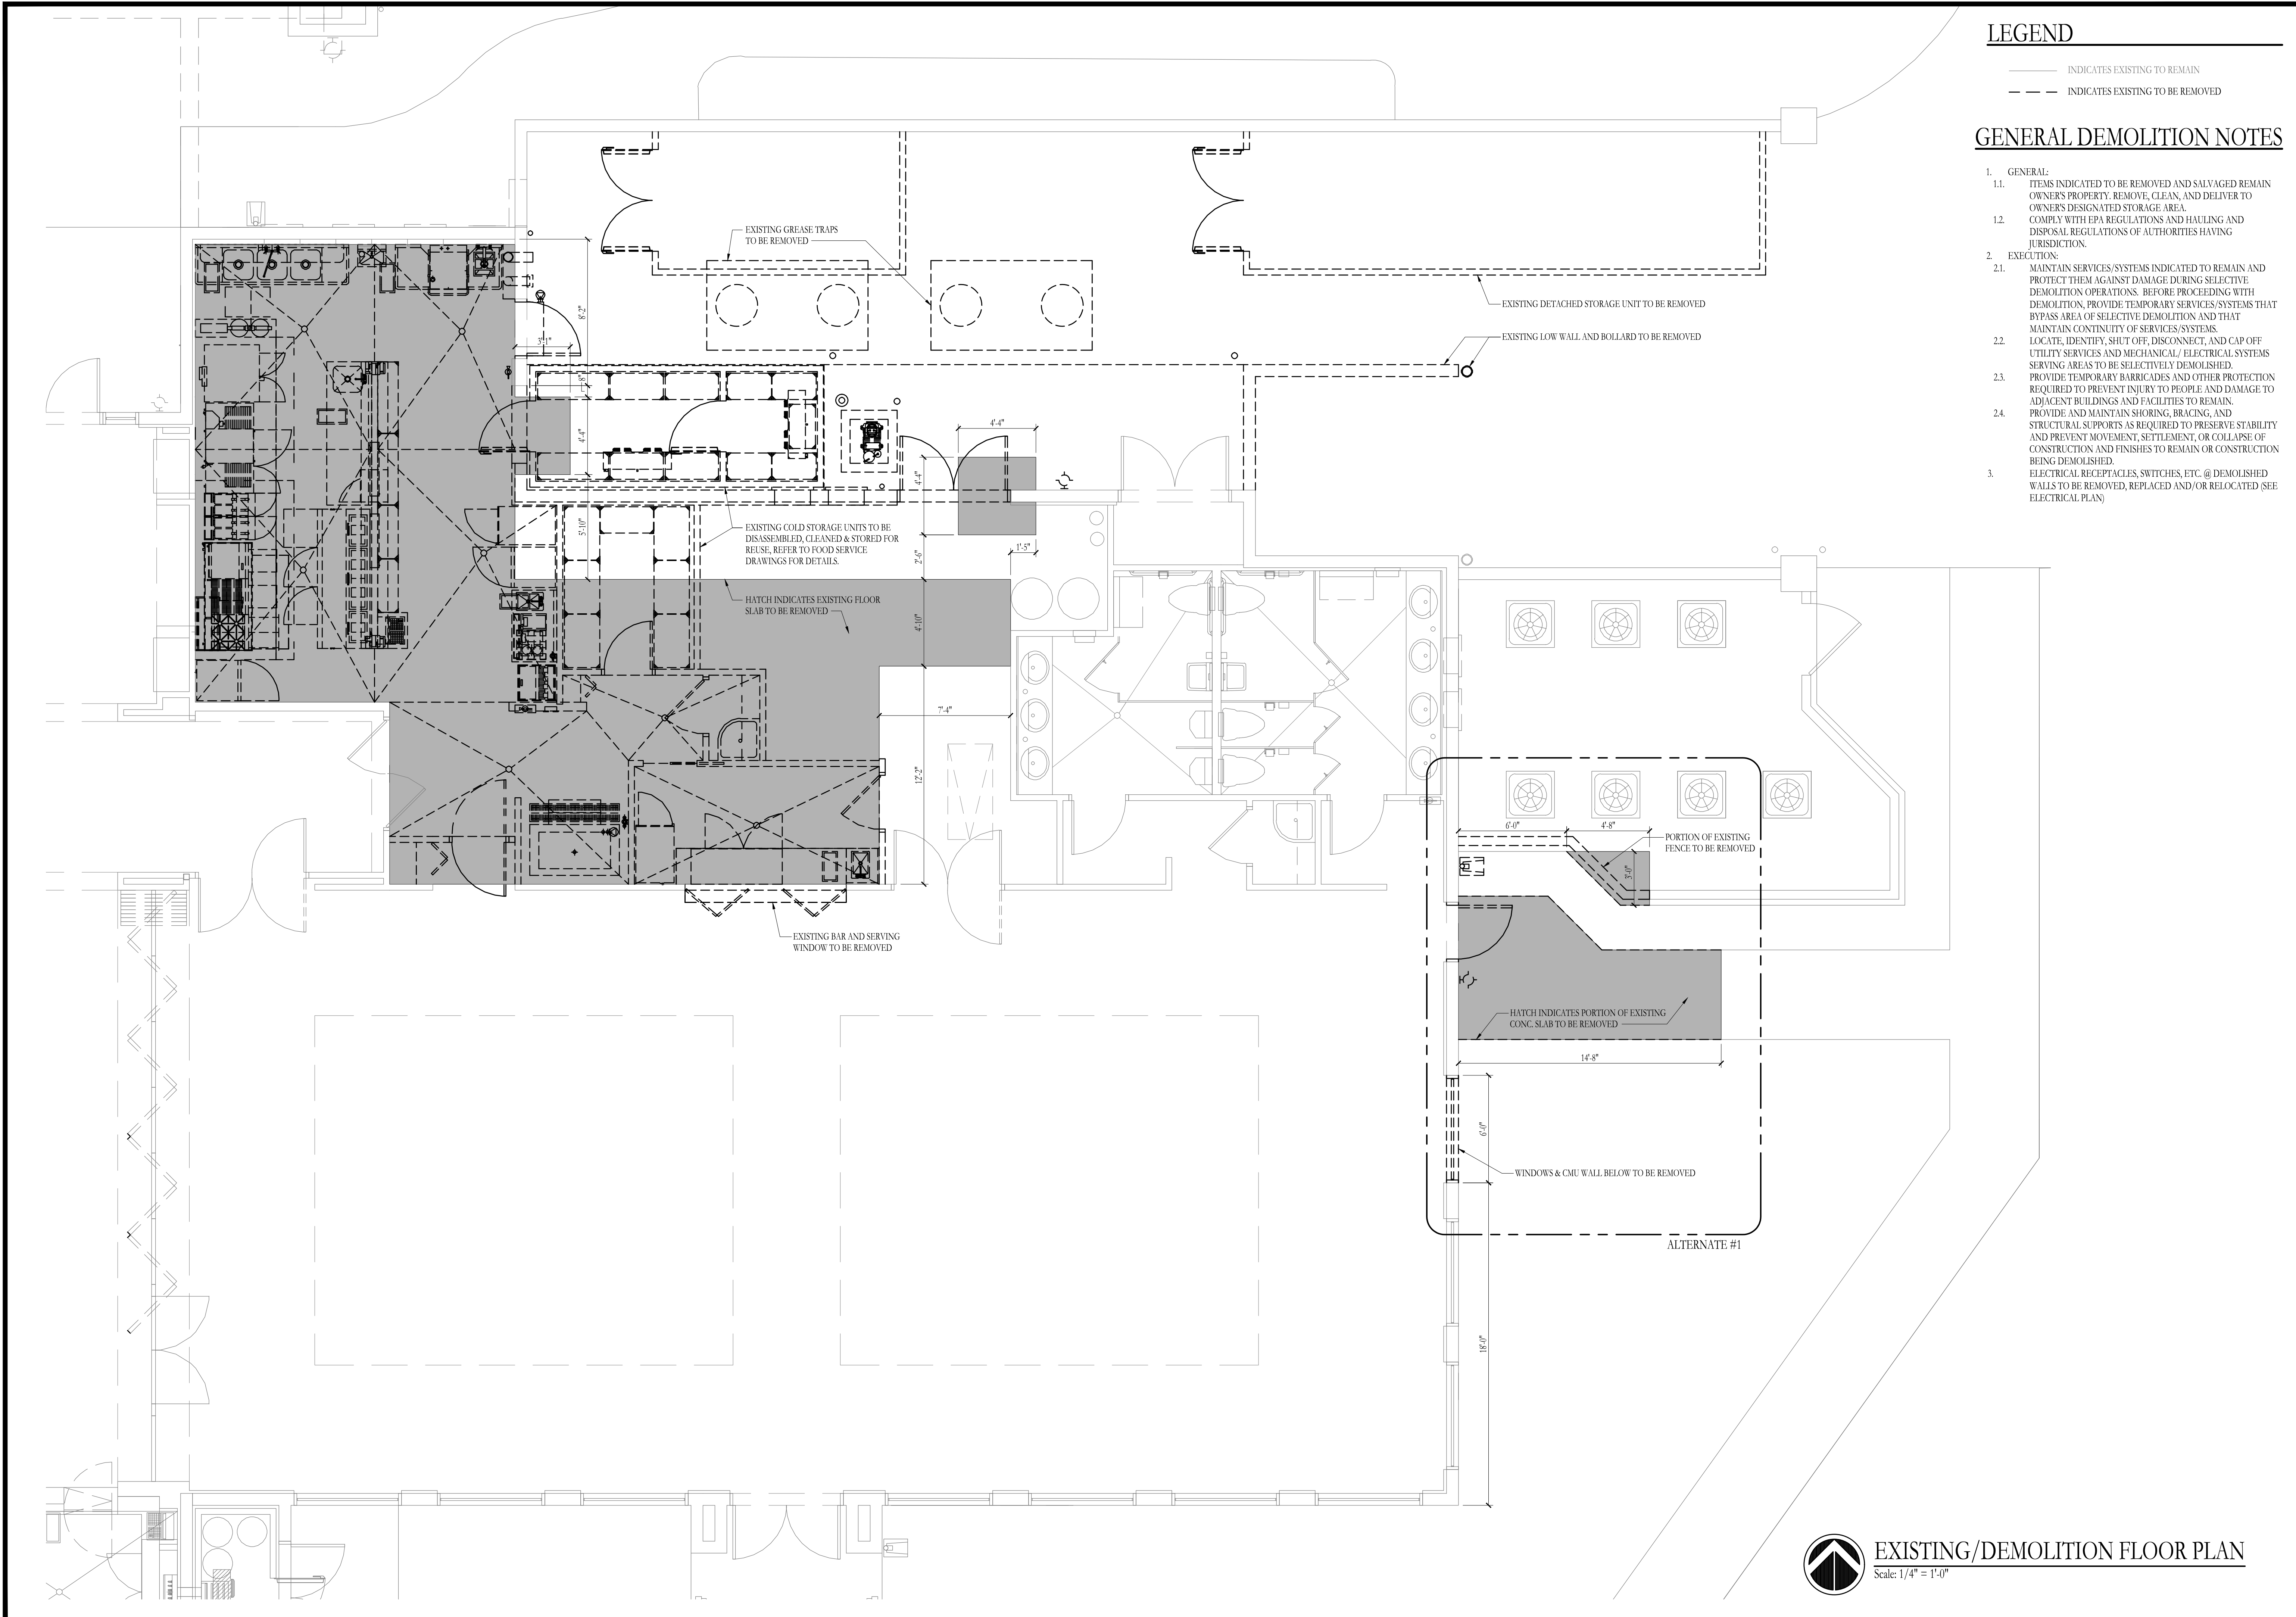 LEGEND
INDICATES EXISTING TO REMAIN
INDICATES EXISTING TO BE REMOVED
GENERAL DEMOLITION NOTES
1. GENERAL:
1.1. ITEMS INDICATED TO BE REMOVED AND SALVAGED REMAIN
OWNER'S PROPERTY. REMOVE, CLEAN, AND DELIVER TO
OWNER'S DESIGNATED STORAGE AREA.
1.2. COMPLY WITH EPA REGULATIONS AND HAULING AND
DISPOSAL REGULATIONS OF AUTHORITIES HAVING
JURISDICTION.
2. EXECUTION:
2.1. MAINTAIN SERVICES/SYSTEMS INDICATED TO REMAIN AND
PROTECT THEM AGAINST DAMAGE DURING SELECTIVE
DEMOLITION OPERATIONS. BEFORE PROCEEDING WITH
DEMOLITION, PROVIDE TEMPORARY SERVICES/SYSTEMS THAT
BYPASS AREA OF SELECTIVE DEMOLITION AND THAT
MAINTAIN CONTINUITY OF SERVICES/SYSTEMS.
2.2. LOCATE, IDENTIFY, SHUT OFF, DISCONNECT, AND CAP OFF
UTILITY SERVICES AND MECHANICAL/ ELECTRICAL SYSTEMS
SERVING AREAS TO BE SELECTIVELY DEMOLISHED.
2.3. PROVIDE TEMPORARY BARRICADES AND OTHER PROTECTION
REQUIRED TO PREVENT INJURY TO PEOPLE AND DAMAGE TO
ADJACENT BUILDINGS AND FACILITIES TO REMAIN.
2.4. PROVIDE AND MAINTAIN SHORING, BRACING, AND
STRUCTURAL SUPPORTS AS REQUIRED TO PRESERVE STABILITY
AND PREVENT MOVEMENT, SETTLEMENT, OR COLLAPSE OF
CONSTRUCTION AND FINISHES TO REMAIN OR CONSTRUCTION
BEING DEMOLISHED.
3. ELECTRICAL RECEPTACLES, SWITCHES, ETC. @ DEMOLISHED
WALLS TO BE REMOVED, REPLACED AND/OR RELOCATED (SEE
ELECTRICAL PLAN)
EXISTING GREASE TRAPS
TO BE REMOVED
EXISTING DETACHED STORAGE UNIT TO BE REMOVED
EXISTING LOW WALL AND BOLLARD TO BE REMOVED
8'-2"
3'-1"
8"
4'-4"
5'-10"
4'-4"
4'-4"
1'-5"
2'-6"
4'-10"
EXISTING COLD STORAGE UNITS TO BE
DISASSEMBLED, CLEANED & STORED FOR
REUSE, REFER TO FOOD SERVICE
DRAWINGS FOR DETAILS.
HATCH INDICATES EXISTING FLOOR
SLAB TO BE REMOVED
7'-4"
12'-2"
6'-0"
4'-8"
PORTION OF EXISTING
FENCE TO BE REMOVED
3'-0"
EXISTING BAR AND SERVING
WINDOW TO BE REMOVED
HATCH INDICATES PORTION OF EXISTING
CONC. SLAB TO BE REMOVED
14'-8"
6'-0"
WINDOWS & CMU WALL BELOW TO BE REMOVED
ALTERNATE #1
18'-0"
EXISTING/DEMOLITION FLOOR PLAN
Scale: 1/4" = 1'-0"